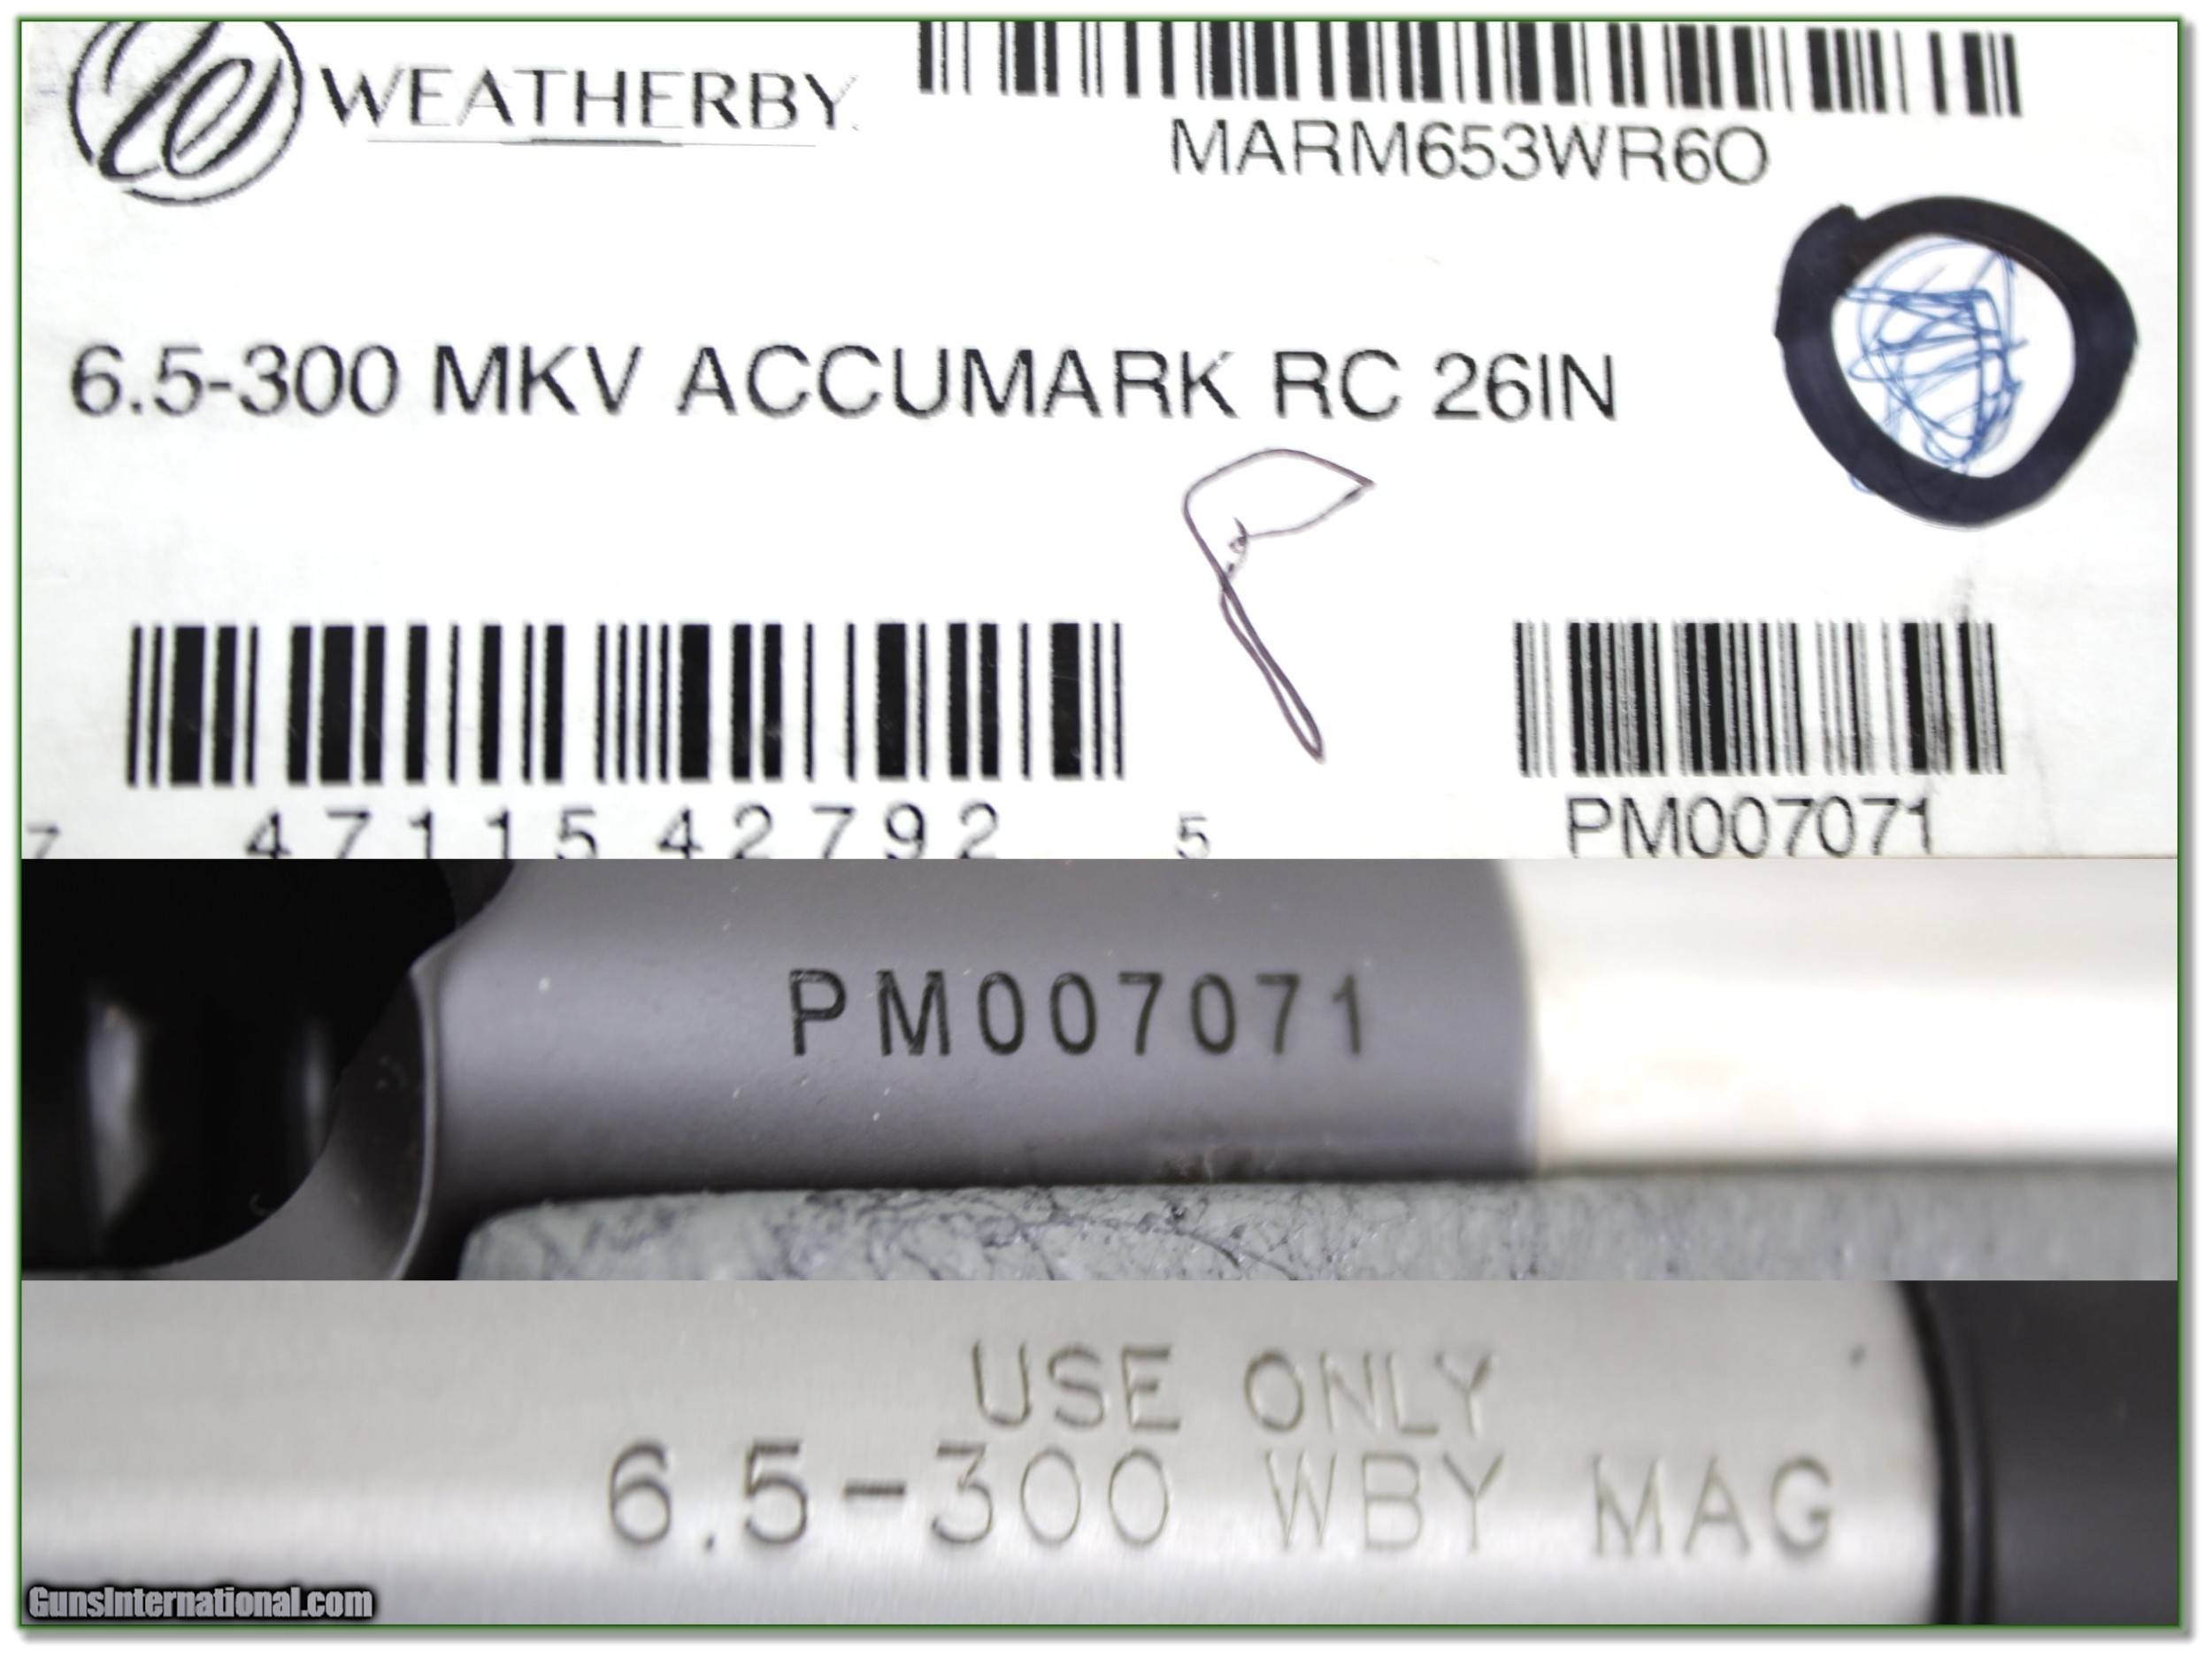 WEATHERBY.
MARM653WR6O
6.5-300 MKV ACCUMARK RC 26IN
7 47115 42792 5
PM007071
PM007071
USE ONLY
6.5-300 WBY MAG
GunsInternational.com